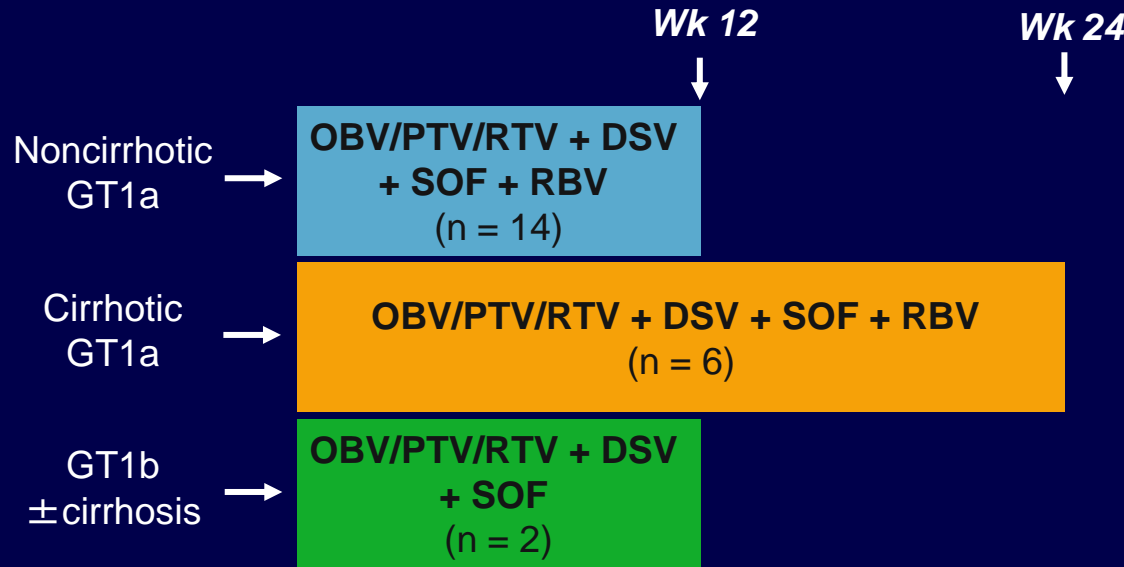 Wk 12
Wk 24
Noncirrhotic
GT1a
OBV/PTV/RTV + DSV
+ SOF + RBV
(n = 14)
Cirrhotic
GT1a
OBV/PTV/RTV + DSV + SOF + RBV
(n = 6)
GT1b
±cirrhosis
OBV/PTV/RTV + DSV
+ SOF
(n = 2)